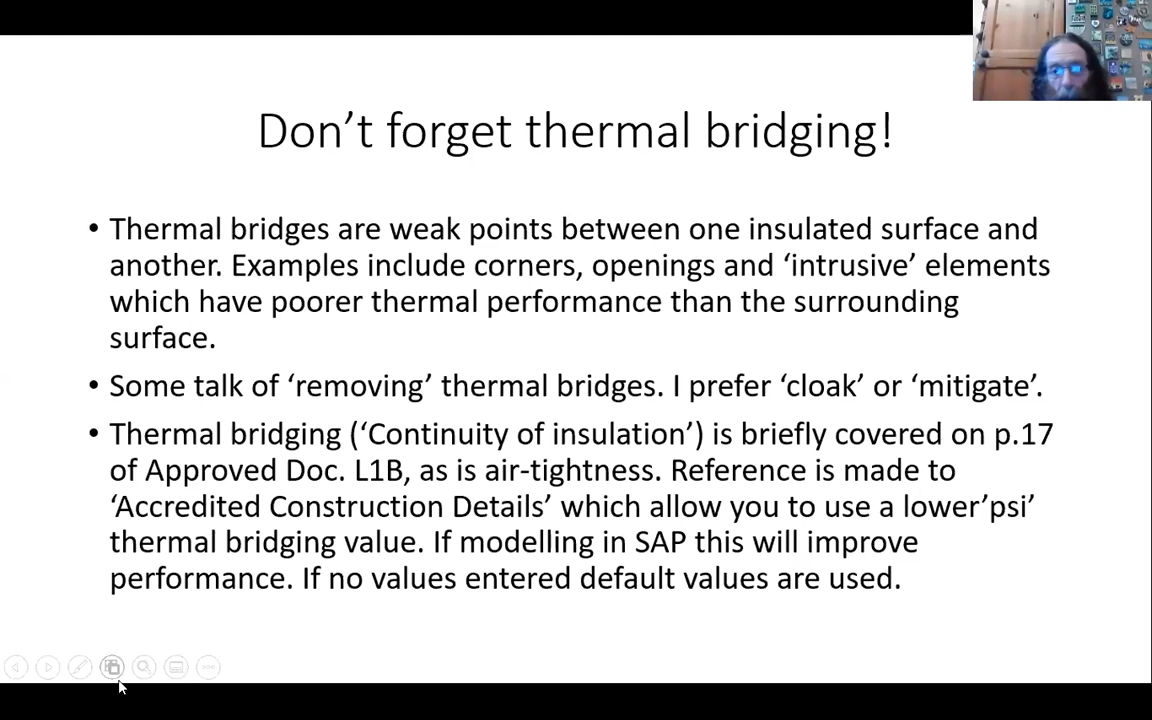 Don’t forget thermal bridging!
• Thermal bridges are weak points between one insulated surface and
another. Examples include corners, openings and ‘intrusive’ elements
which have poorer thermal performance than the surrounding
surface.
• Some talk of ‘removing’ thermal bridges. I prefer ‘cloak’ or ‘mitigate’.
• Thermal bridging (‘Continuity of insulation’) is briefly covered on p.17
of Approved Doc. L1B, as is air-tightness. Reference is made to
‘Accredited Construction Details’ which allow you to use a lower’psi’
thermal bridging value. If modelling in SAP this will improve
performance. If no values entered default values are used.